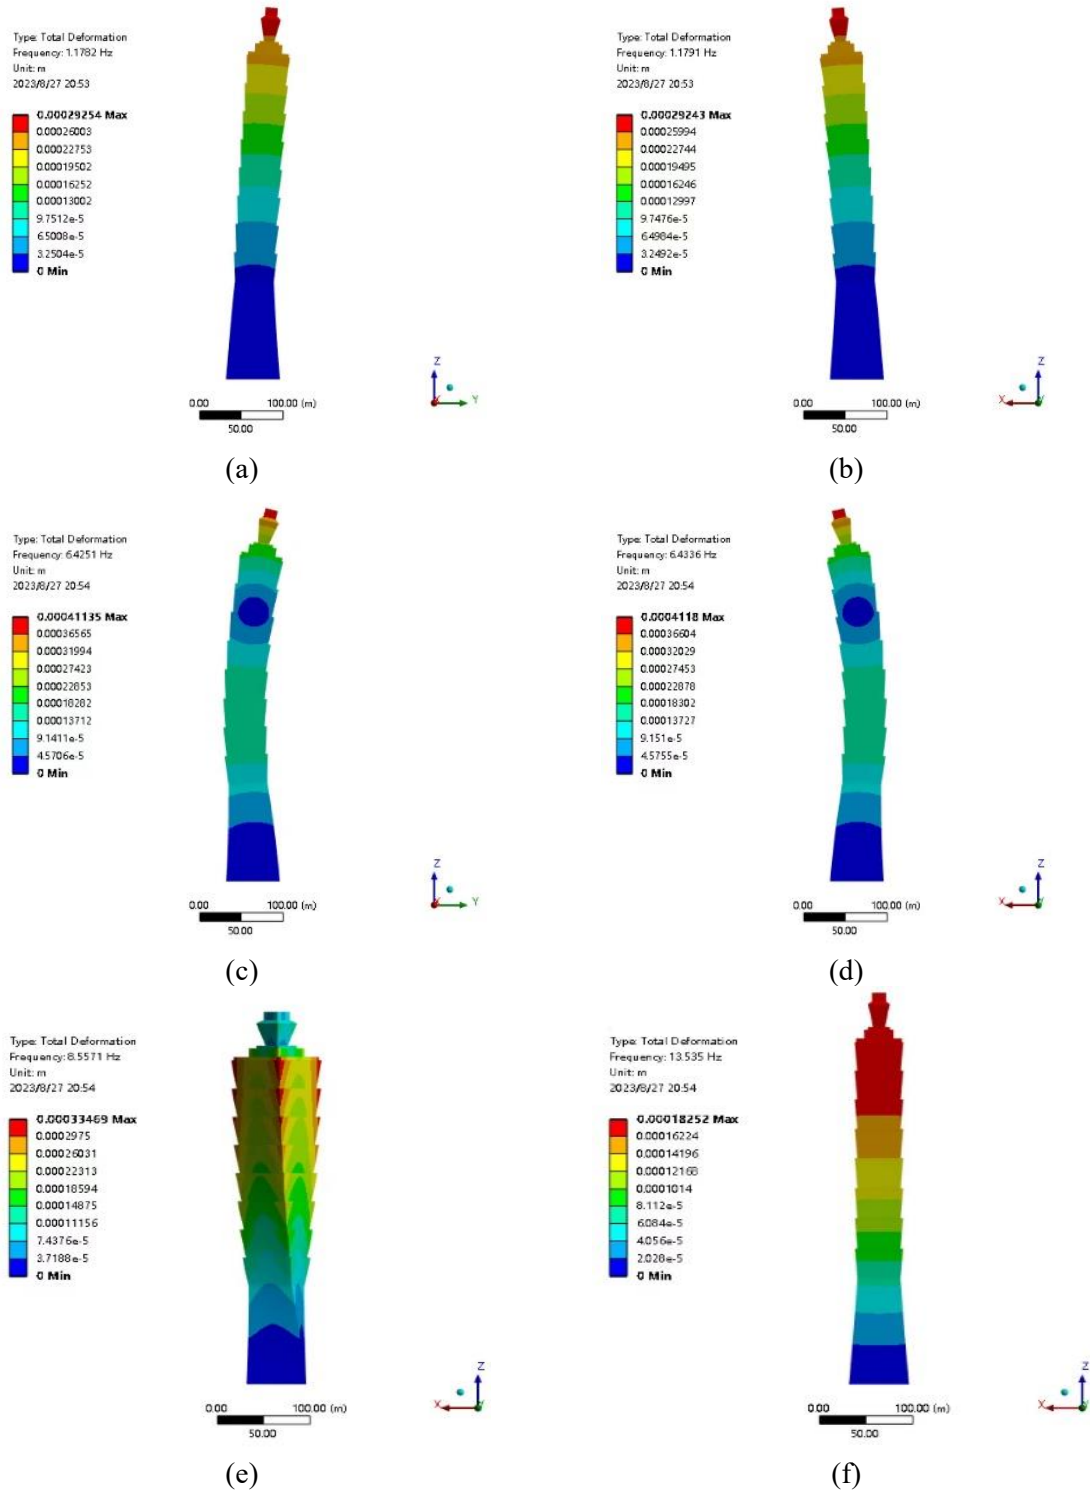 Type: Total Deformation
Frequency: 1.1782 Hz
Unit: m
2023/8/27 20:53
0.00029254 Max
0.00026003
0.00022753
0.00019502
0.00016252
0.00013002
9.7512e-5
6.5008e-5
3.2504e-5
0 Min
Z
X
Y
0.00
100.00 (m)
50.00
(a)
Type: Total Deformation
Frequency: 1.1791 Hz
Unit: m
2023/8/27 20:53
0.00029243 Max
0.00025994
0.00022744
0.00019495
0.00016246
0.00012997
9.7476e-5
6.4984e-5
3.2492e-5
0 Min
Z
X
Y
0.00
100.00 (m)
50.00
(b)
Type: Total Deformation
Frequency: 6.4251 Hz
Unit: m
2023/8/27 20:54
0.00041135 Max
0.00036565
0.00031994
0.00027423
0.00022853
0.00018282
0.00013712
9.1411e-5
4.5706e-5
0 Min
Z
X
Y
0.00
100.00 (m)
50.00
(c)
Type: Total Deformation
Frequency: 6.4336 Hz
Unit: m
2023/8/27 20:54
0.0004118 Max
0.00036604
0.00032029
0.00027453
0.00022878
0.00018302
0.00013727
9.151e-5
4.5755e-5
0 Min
Z
X
Y
0.00
100.00 (m)
50.00
(d)
Type: Total Deformation
Frequency: 8.5571 Hz
Unit: m
2023/8/27 20:54
0.00033469 Max
0.0002975
0.00026031
0.00022313
0.00018594
0.00014875
0.00011156
7.4376e-5
3.7188e-5
0 Min
Z
X
Y
0.00
100.00 (m)
50.00
(e)
Type: Total Deformation
Frequency: 13.535 Hz
Unit: m
2023/8/27 20:54
0.00018252 Max
0.00016224
0.00014196
0.00012168
0.0001014
8.112e-5
6.084e-5
4.056e-5
2.028e-5
0 Min
Z
X
Y
0.00
100.00 (m)
50.00
(f)